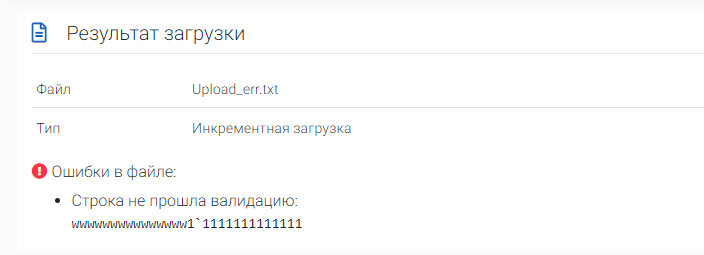 Результат загрузки
Файл Upload_err.txt
Тип Инкрементная загрузка
Ошибки в файле:
Строка не прошла валидацию:
wwwwwwwwwwwwwww1`1111111111111